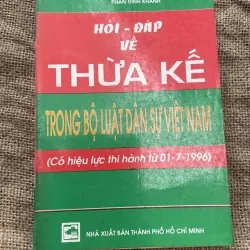 PHAN ĐÌNH KHÁNH
HỎI - ĐÁP
VỀ
THỪA KẾ
TRONG BỘ LUẬT DÂN SỰ VIỆT NAM
(Có hiệu lực thi hành từ 01-7-1996)
NHÀ XUẤT BẢN THÀNH PHỐ HỒ CHÍ MINH